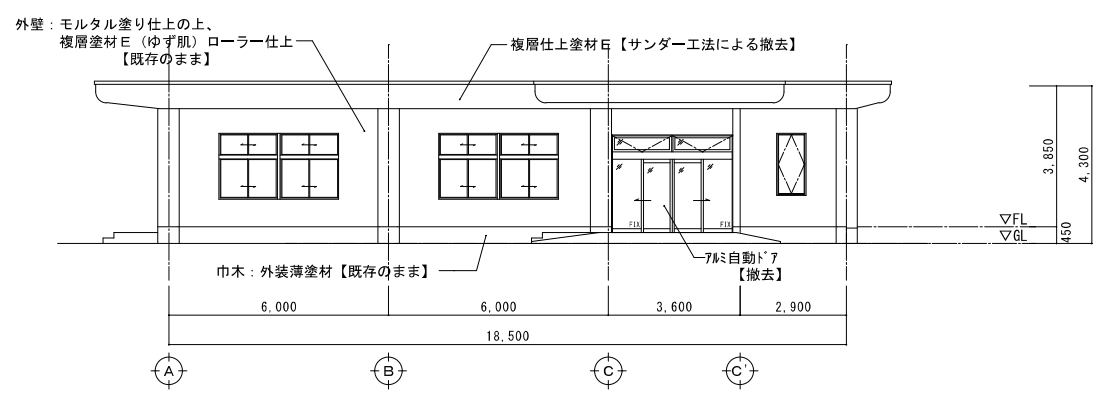 外壁：モルタル塗り仕上の上、
複層塗材E（ゆず肌）ローラー仕上
【既存のまま】
複層仕上塗材E【サンダー工法による撤去】
3,850
4,300
450
▽FL
▽GL
FIX
FIX
巾木：外装薄塗材【既存のまま】
ｱﾙﾐ自動ﾄﾞｱ
【撤去】
6,000
6,000
3,600
2,900
18,500
A
B
C
C'